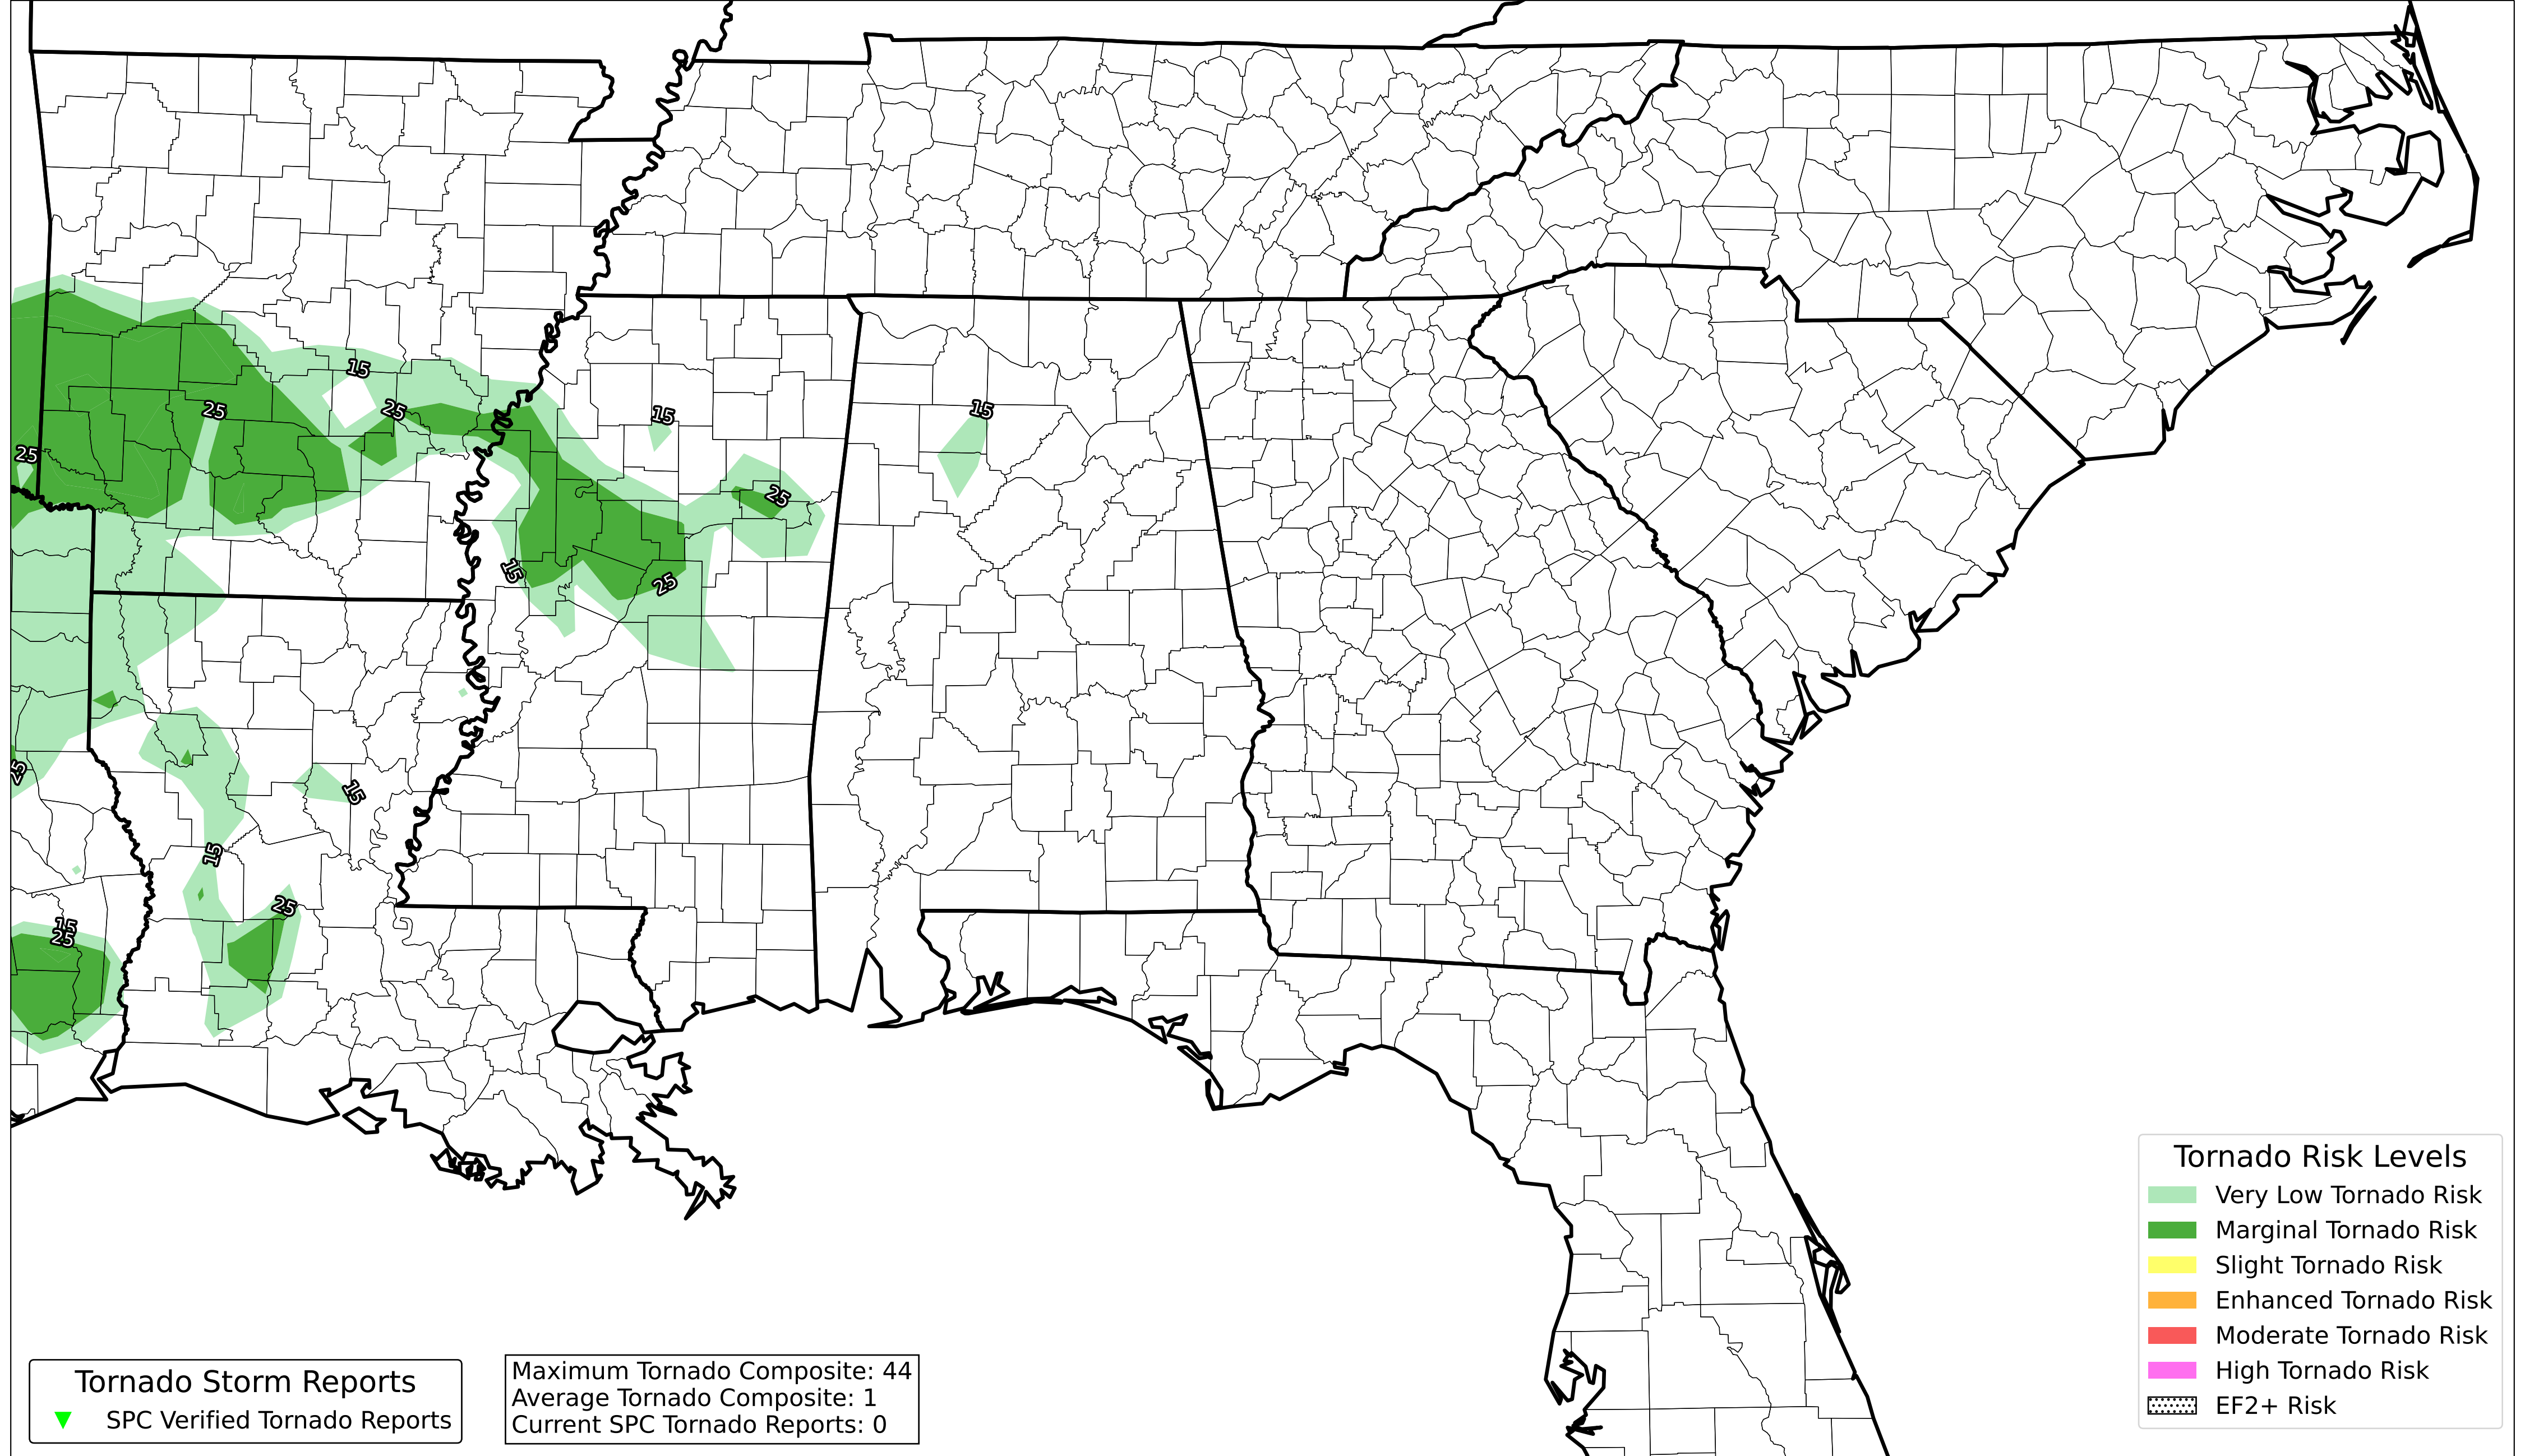 15
25
15
15
25
25
25
15
25
25
15
15
25
15
25
Tornado Risk Levels
Very Low Tornado Risk
Marginal Tornado Risk
Slight Tornado Risk
Enhanced Tornado Risk
Moderate Tornado Risk
High Tornado Risk
EF2+ Risk
Tornado Storm Reports
SPC Verified Tornado Reports
Maximum Tornado Composite: 44
Average Tornado Composite: 1
Current SPC Tornado Reports: 0